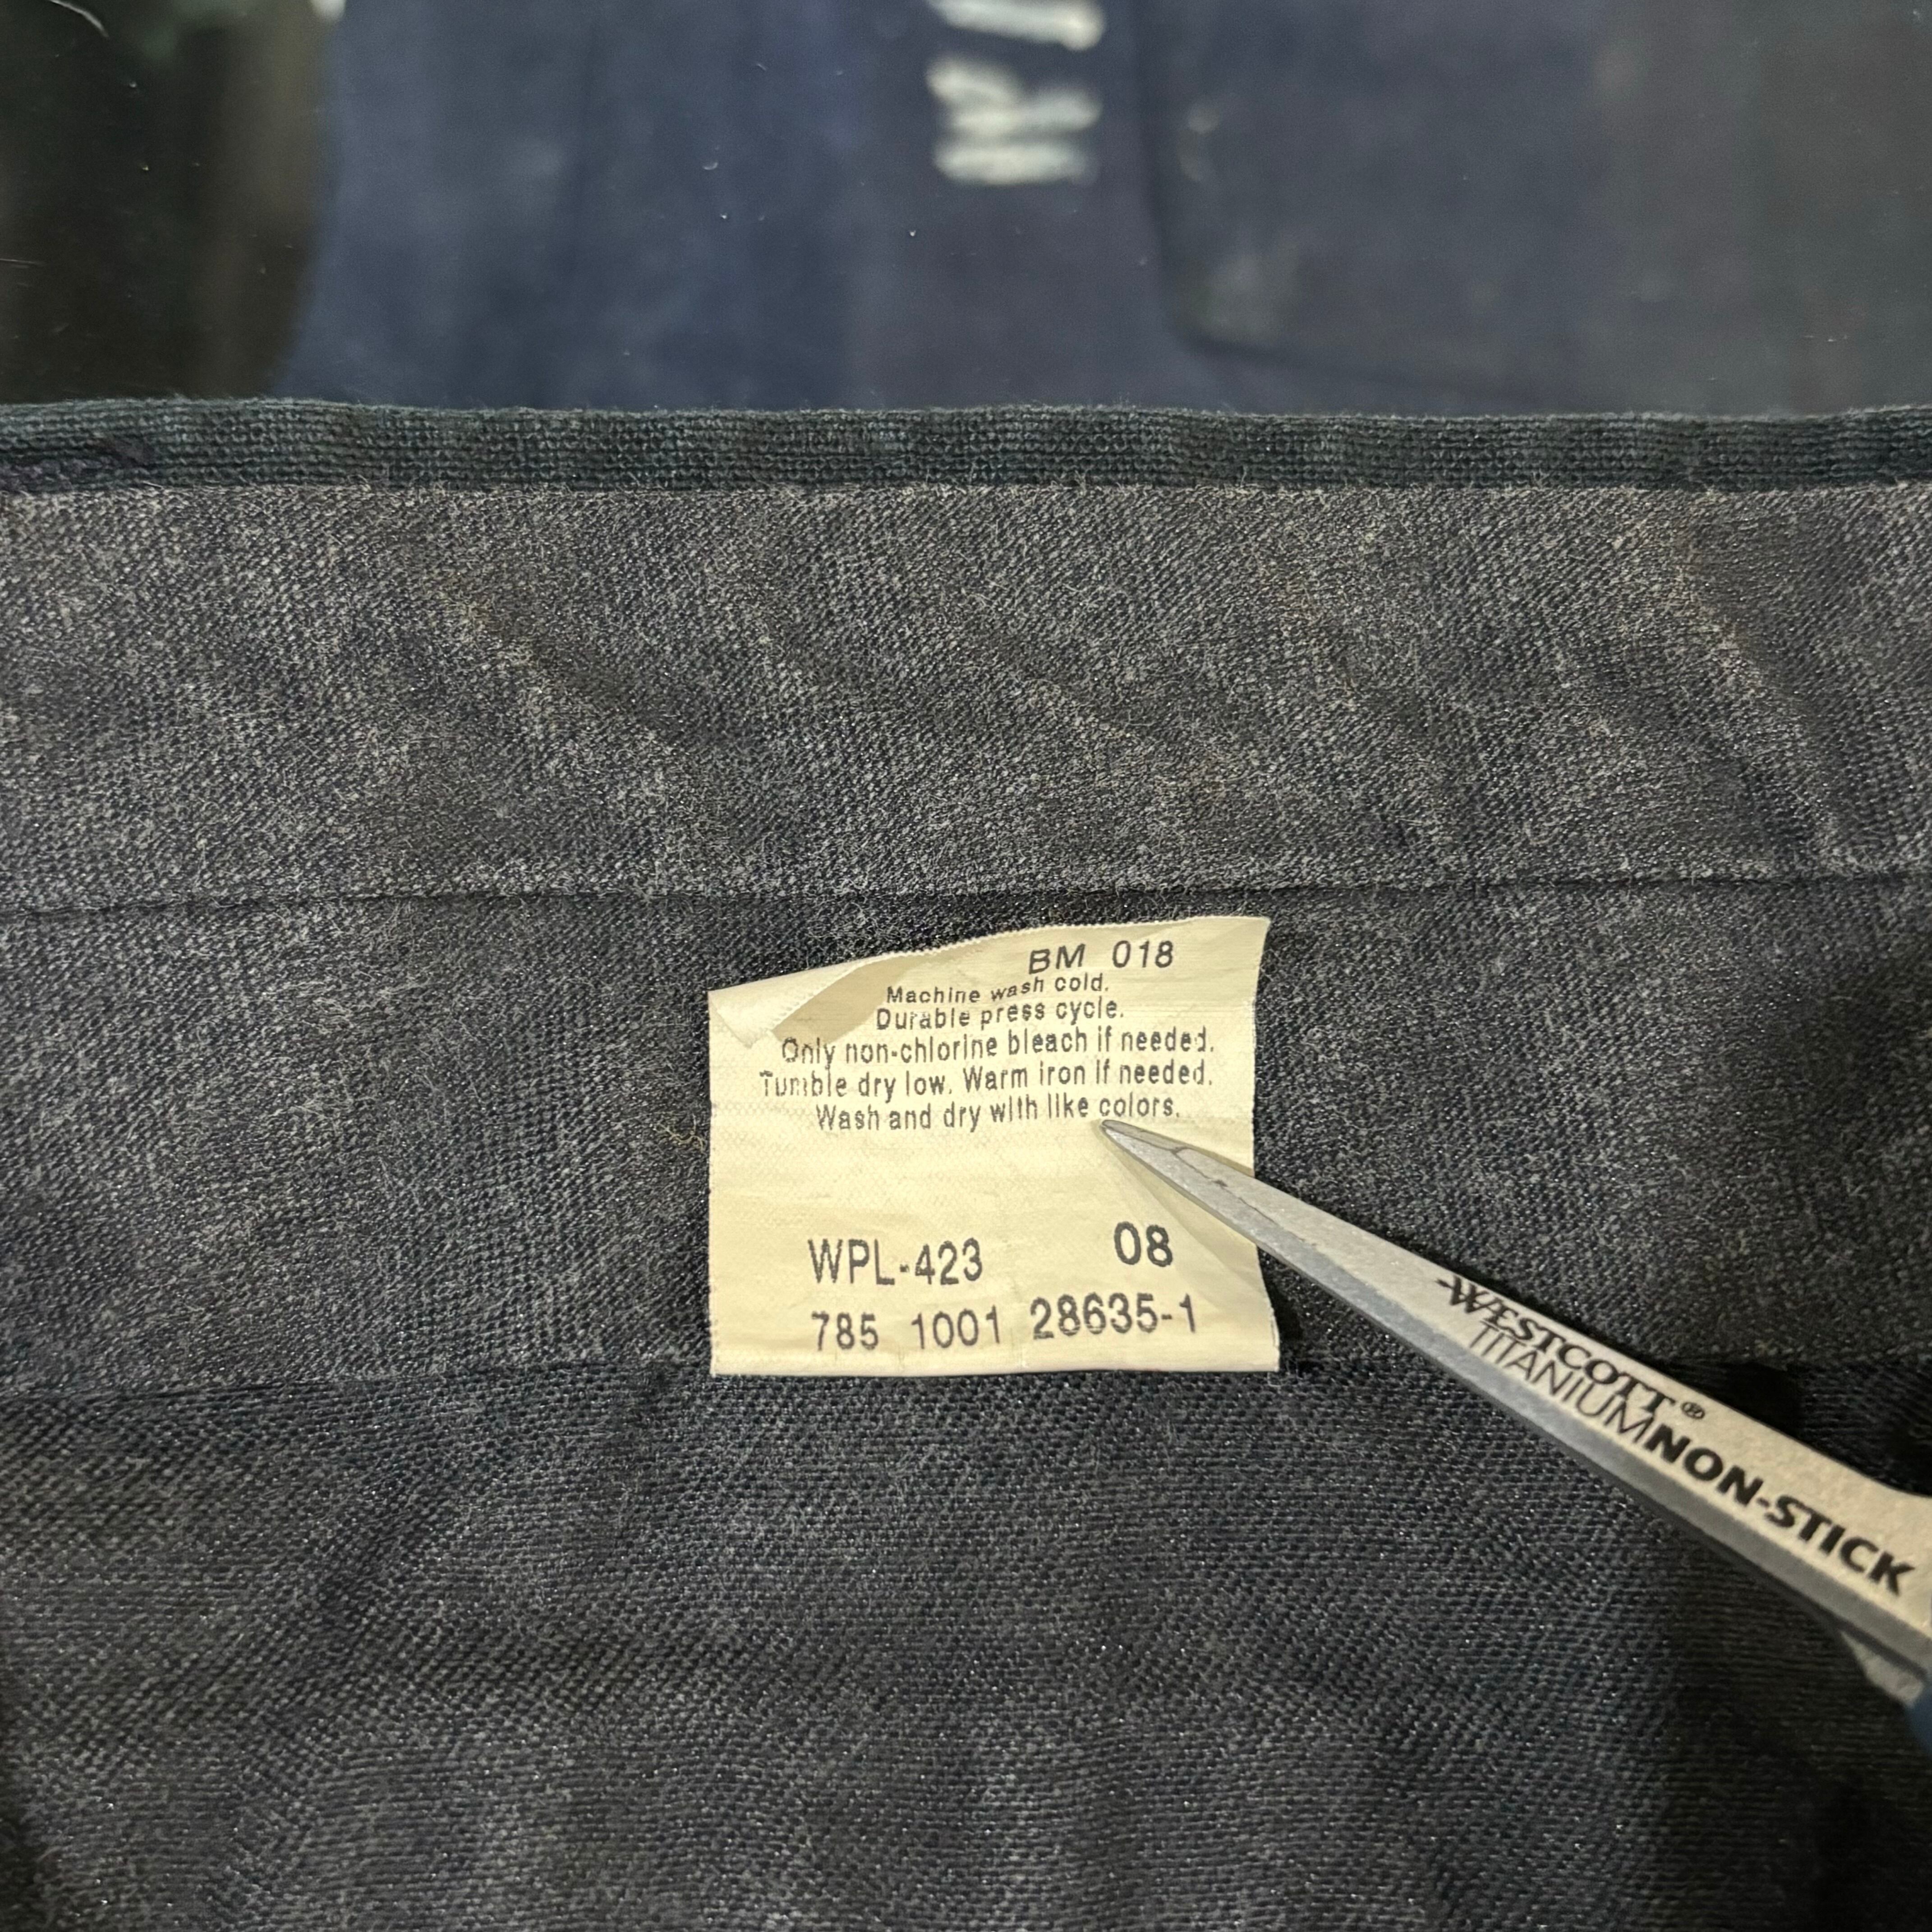 BM 018
Machine wash cold.
Durable press cycle.
Only non-chlorine bleach if needed.
Tumble dry low. Warm iron if needed.
Wash and dry with like colors.
WPL-423 08
785 1001 28635-1
WESTCOTT®
TITANIUM NON-STICK